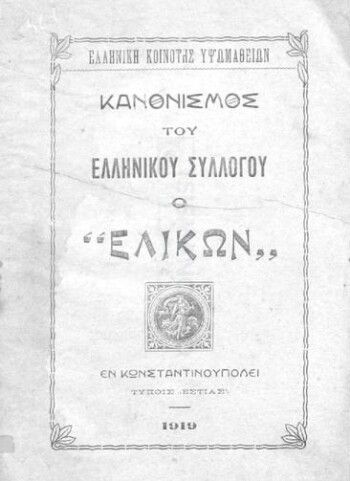 ΕΛΛΗΝΙΚΗ ΚΟΙΝΟΤΗΣ ΥΨΩΜΑΘΕΙΩΝ
ΚΑΝΟΝΙΣΜΟΣ
ΤΟΥ
ΕΛΛΗΝΙΚΟΥ ΣΥΛΛΟΓΟΥ
Ο
“ΕΛΙΚΩΝ„
ΕΝ ΚΩΝΣΤΑΝΤΙΝΟΥΠΟΛΕΙ
ΤΥΠΟΙΣ «ΕΣΤΙΑΣ»
1919